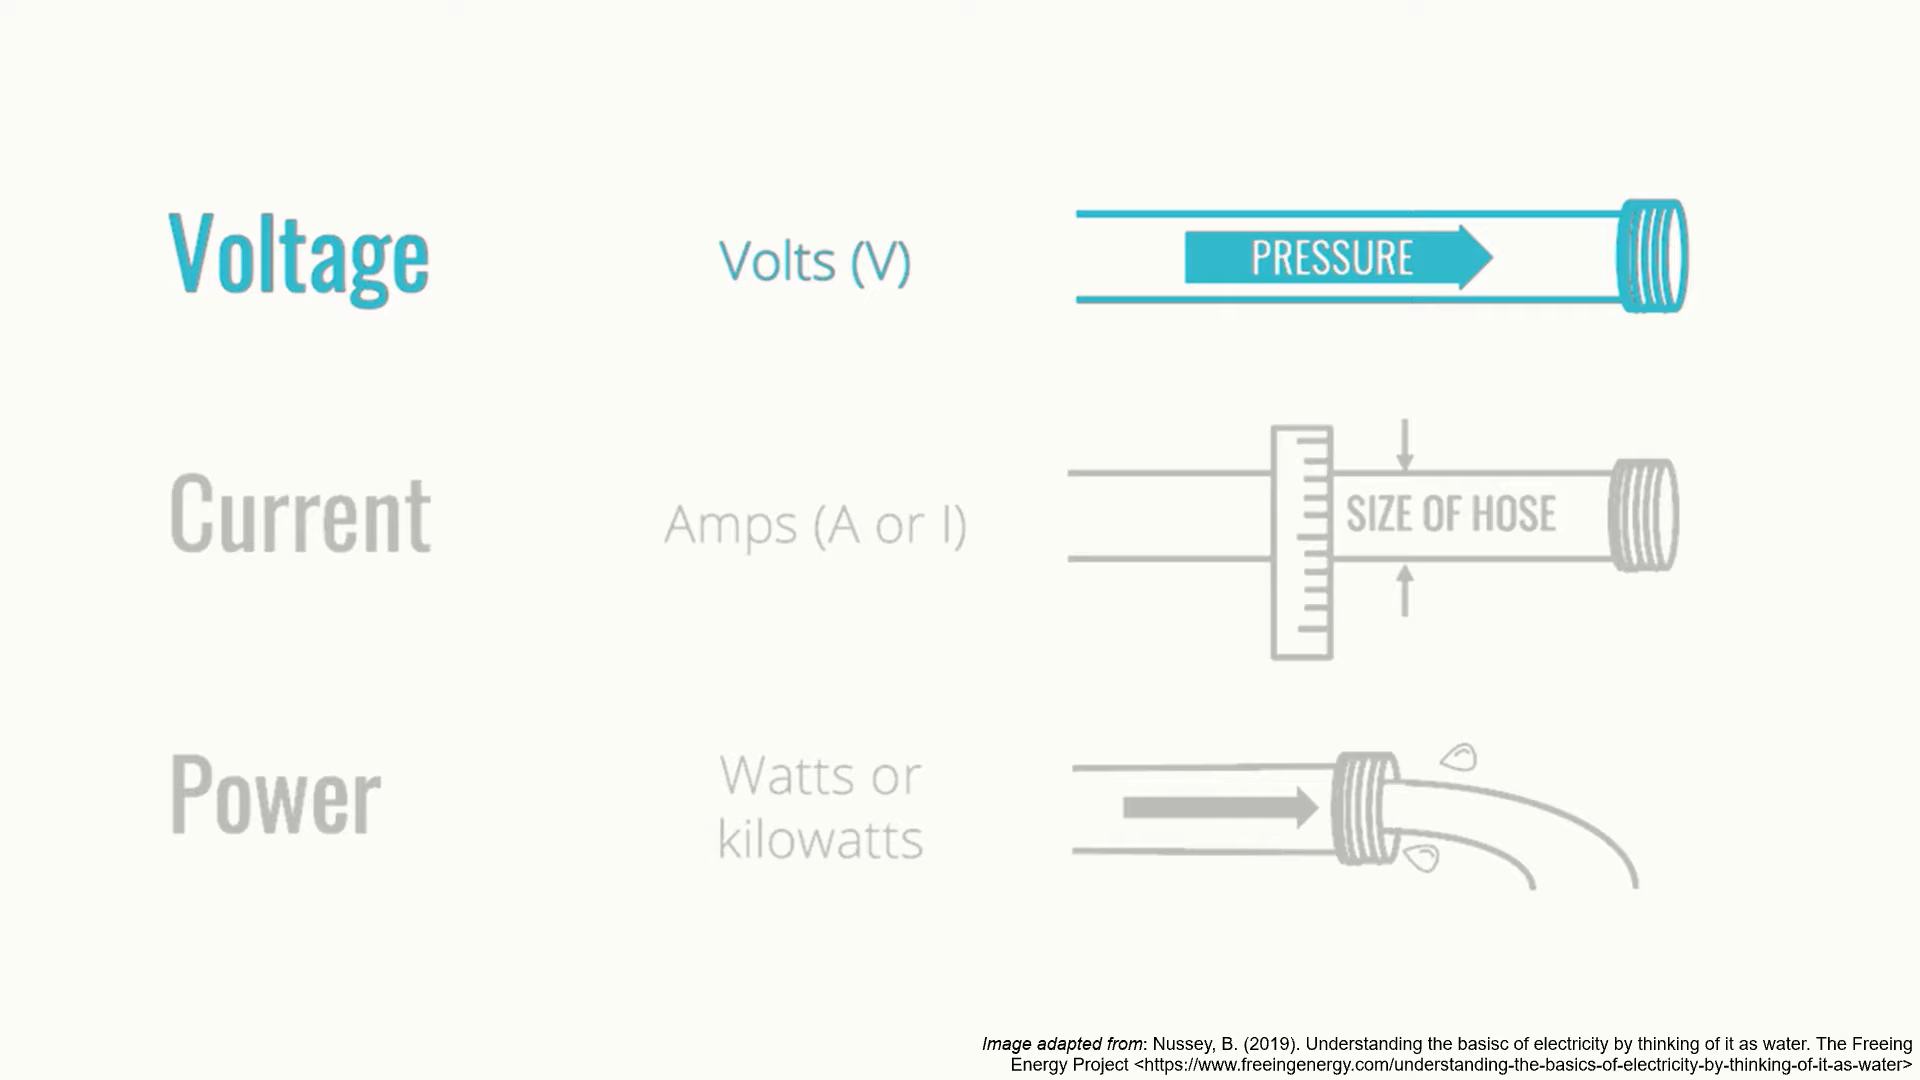 Voltage
Volts (V)
PRESSURE
Current
Amps (A or I)
SIZE OF HOSE
Power
Watts or
kilowatts
Image adapted from: Nussey, B. (2019). Understanding the basisc of electricity by thinking of it as water. The Freeing
Energy Project <https://www.freeingenergy.com/understanding-the-basics-of-electricity-by-thinking-of-it-as-water>